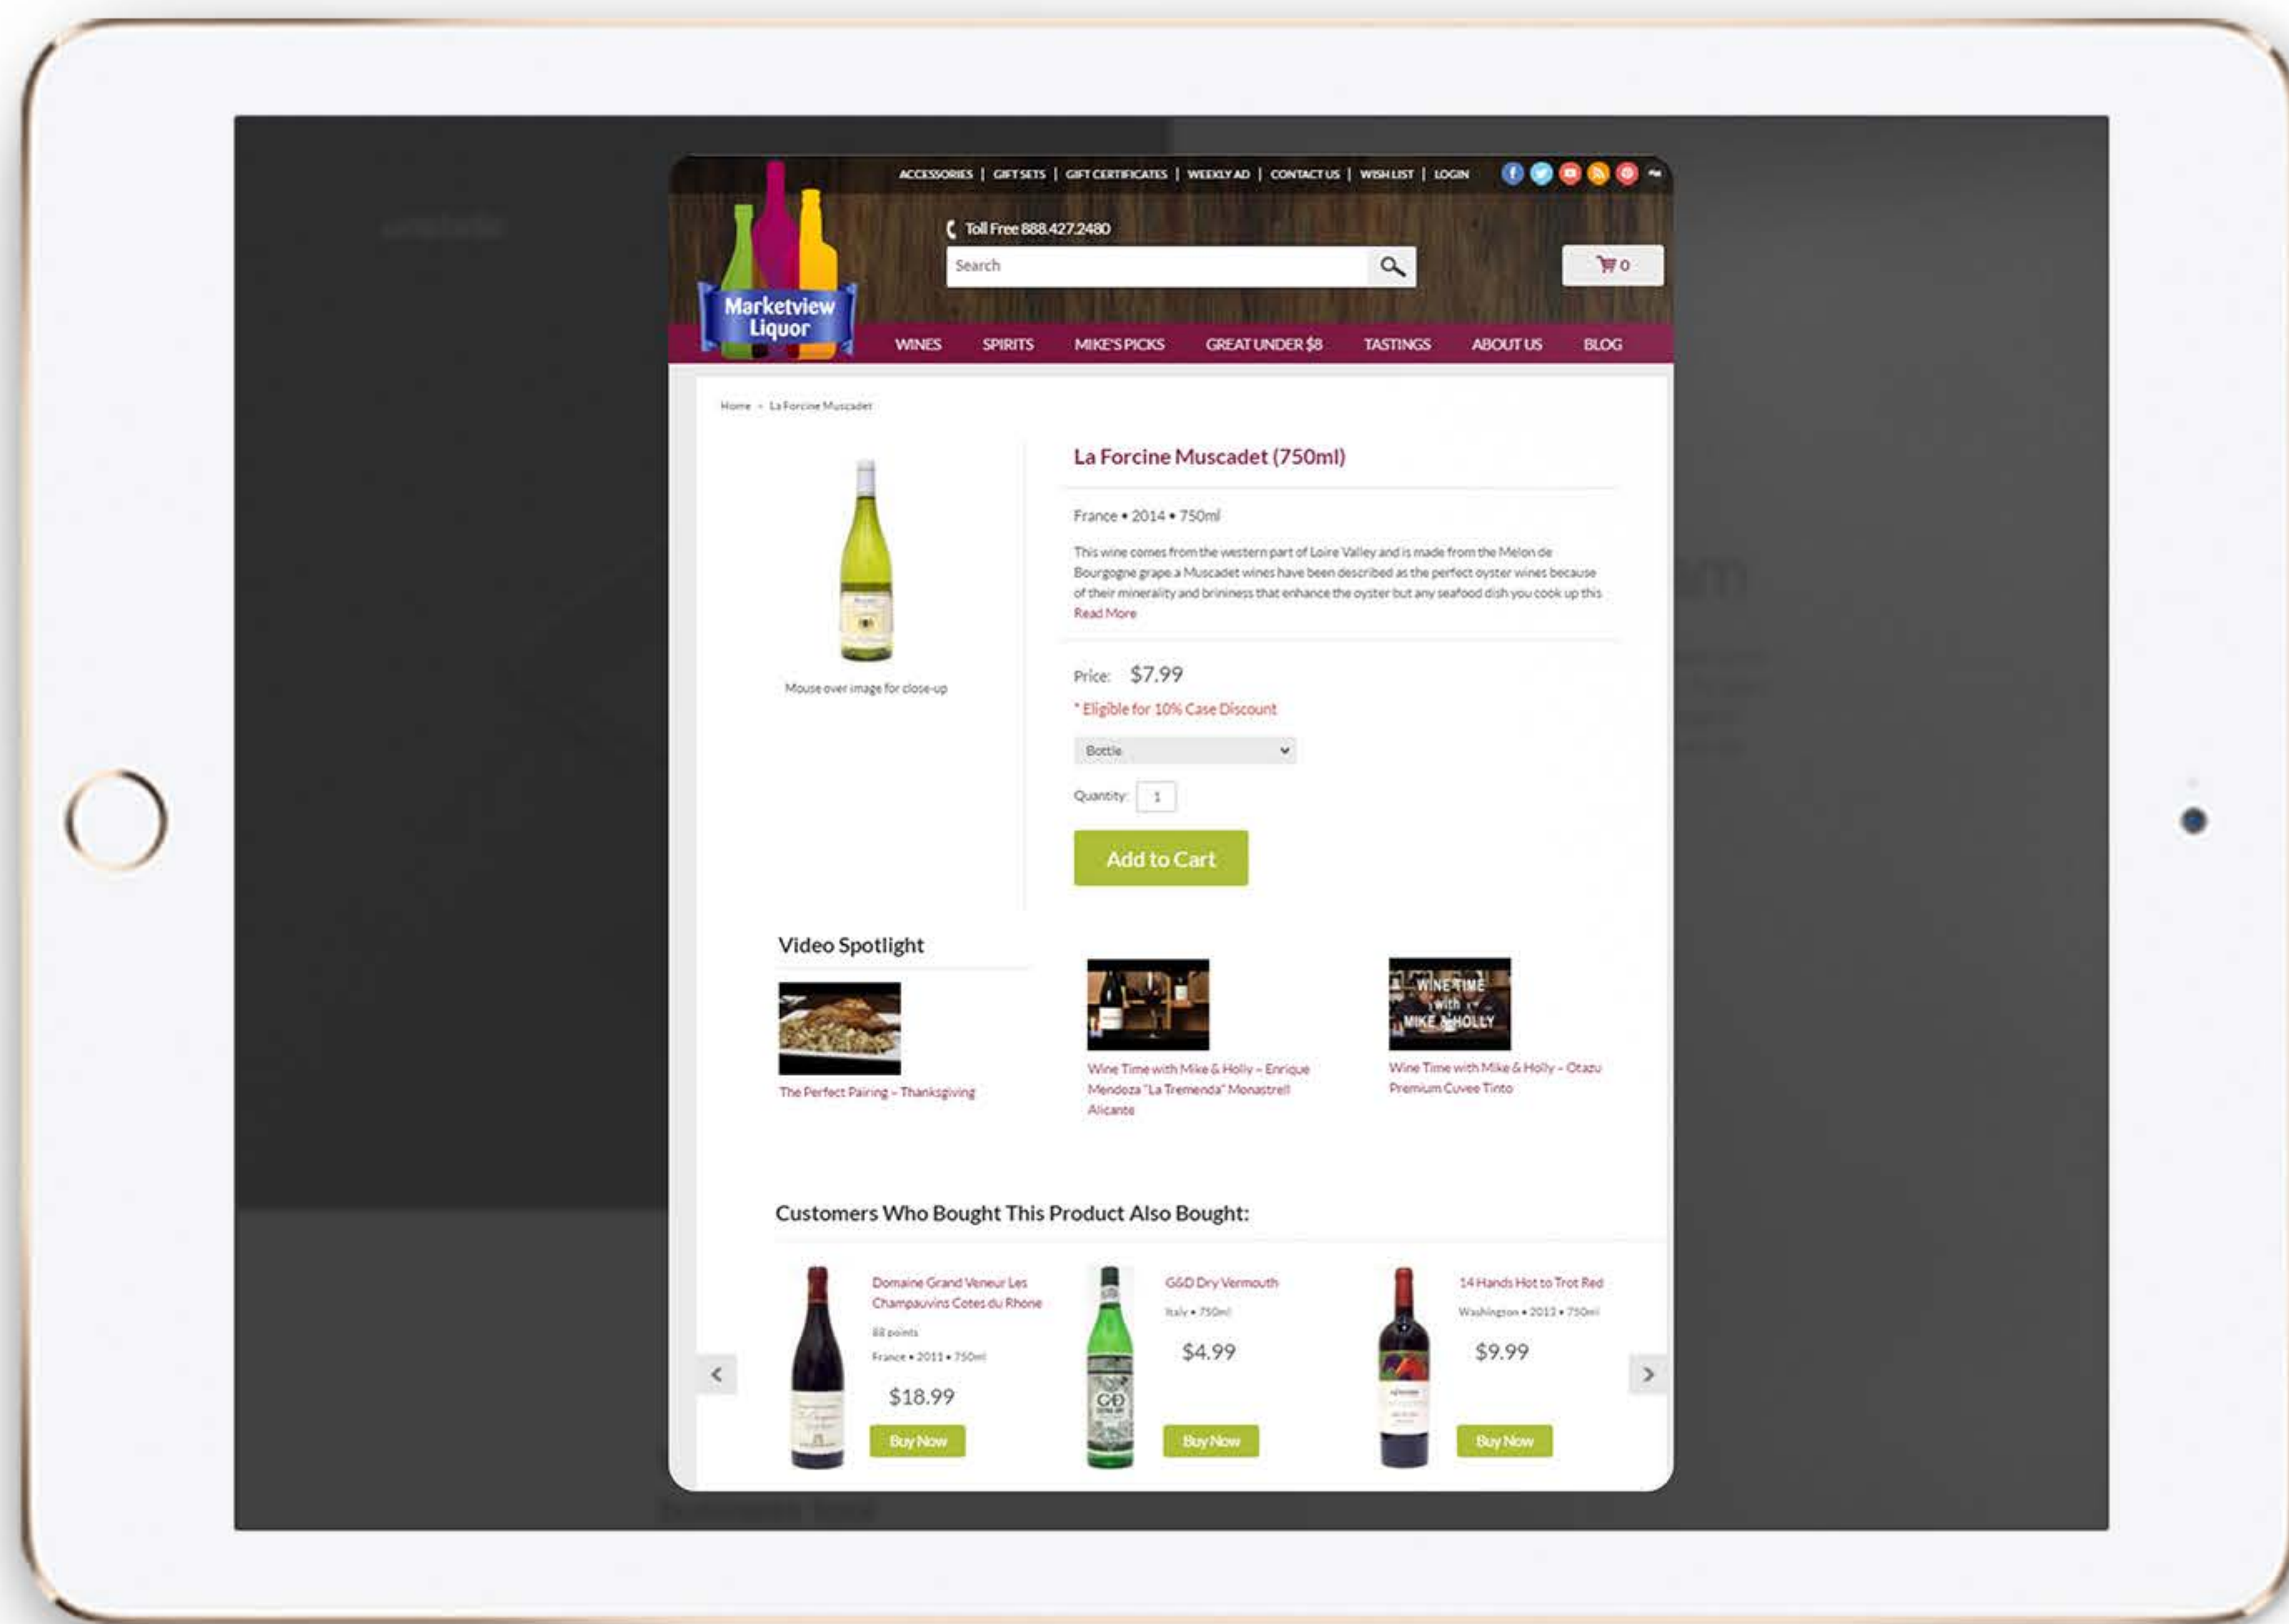 ACCESSORIES | GIFT SETS | GIFT CERTIFICATES | WEEKLY AD | CONTACT US | WISH LIST | LOGIN
Toll Free 888.427.2480
Search
0
Marketview
Liquor
WINES SPIRITS MIKE'S PICKS GREAT UNDER $8 TASTINGS ABOUT US BLOG
Home La Forcine Muscadet
La Forcine Muscadet (750ml)
France • 2014 • 750ml
This wine comes from the western part of Loire Valley and is made from the Melon de
Bourgogne grape.a Muscadet wines have been described as the perfect oyster wines because
of their minerality and brininess that enhance the oyster but any seafood dish you cook up this
Read More
Mouse over image for close-up
Price: $7.99
* Eligible for 10% Case Discount
Bottle
Quantity: 1
Add to Cart
Video Spotlight
WINE TIME
with
MIKE & HOLLY
The Perfect Pairing – Thanksgiving
Wine Time with Mike & Holly – Enrique
Mendoza "La Tremenda" Monastrell
Alicante
Wine Time with Mike & Holly – Otazu
Premium Cuvee Tinto
Customers Who Bought This Product Also Bought:
Domaine Grand Veneur Les
Champauvins Cotes du Rhone
88 points
France • 2011 • 750ml
$18.99
Buy Now
G&D Dry Vermouth
Italy • 750ml
$4.99
Buy Now
GD
14 Hands Hot to Trot Red
Washington • 2012 • 750ml
$9.99
Buy Now